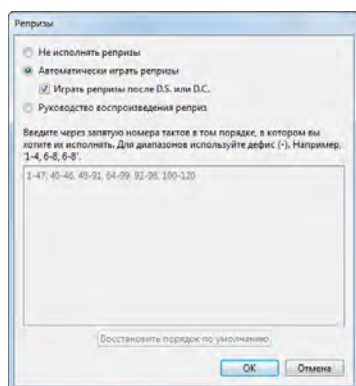 Репризы
Не исполнять репризы
Автоматически играть репризы
Играть репризы после D.S. или D.C.
Руководство воспроизведения реприз
Введите через запятую номера тактов в том порядке, в котором вы
хотите их исполнять. Для диапазонов используйте дефис (-). Например,
'1-4, 6-8, 6-8'.
1-47, 40-46, 48-91, 64-99, 92-98, 100-120
Восстановить порядок по умолчанию
OK Отмена